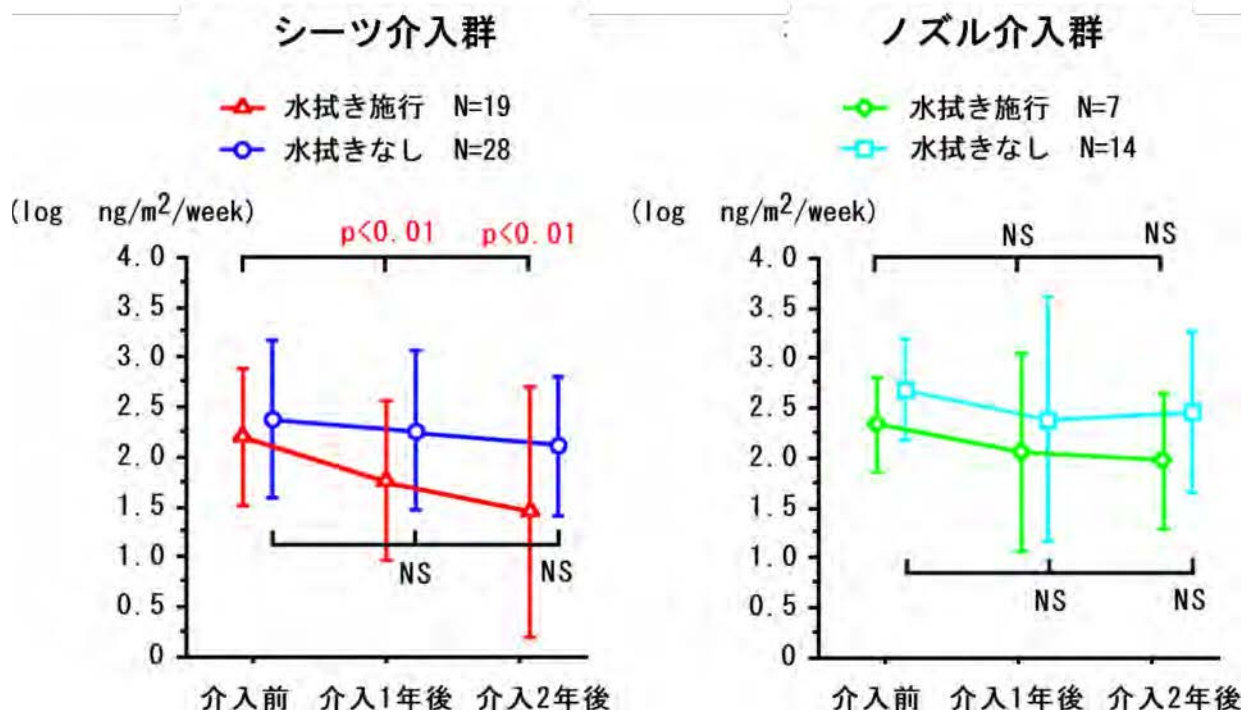 シーツ介入群
水拭き施行 N=19
水拭きなし N=28
(log ng/m²/week)
p<0.01 p<0.01
4.0
3.5
3.0
2.5
2.0
1.5
1.0
0.5
0
NS NS
介入前 介入1年後 介入2年後
ノズル介入群
水拭き施行 N=7
水拭きなし N=14
(log ng/m²/week)
NS NS
4.0
3.5
3.0
2.5
2.0
1.5
1.0
0.5
0
NS NS
介入前 介入1年後 介入2年後